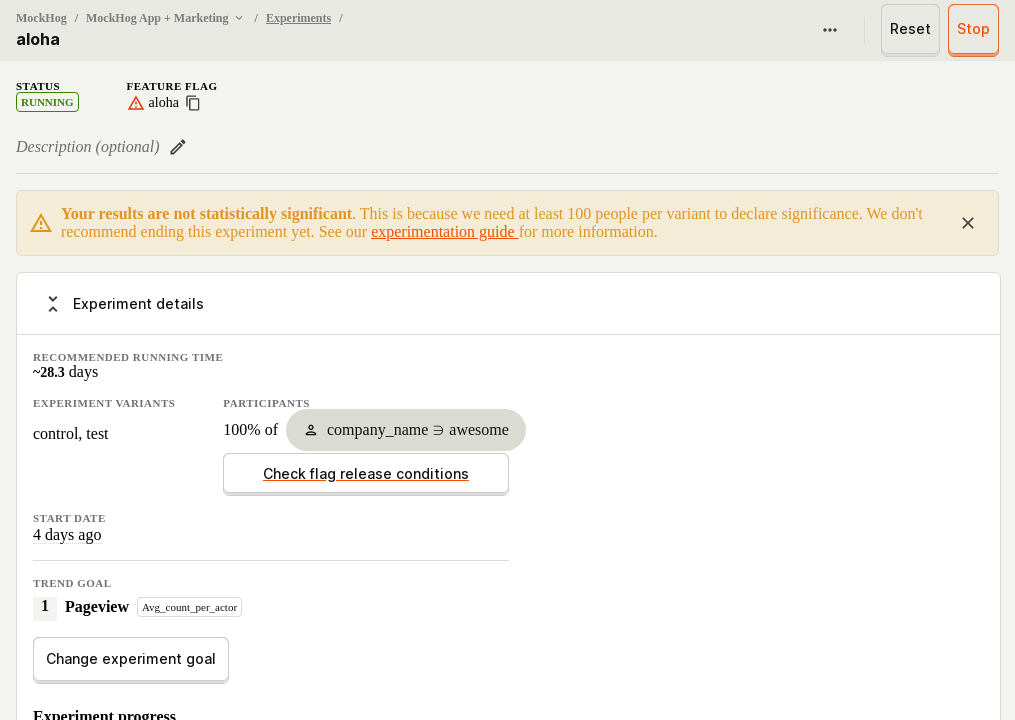 MockHog / MockHog App + Marketing / Experiments /
aloha
Reset Stop
STATUS FEATURE FLAG
RUNNING aloha
Description (optional)
Your results are not statistically significant. This is because we need at least 100 people per variant to declare significance. We don't
recommend ending this experiment yet. See our experimentation guide for more information.
Experiment details
RECOMMENDED RUNNING TIME
~28.3 days
EXPERIMENT VARIANTS PARTICIPANTS
control, test 100% of company_name ∋ awesome
Check flag release conditions
START DATE
4 days ago
TREND GOAL
1 Pageview Avg_count_per_actor
Change experiment goal
Experiment progress